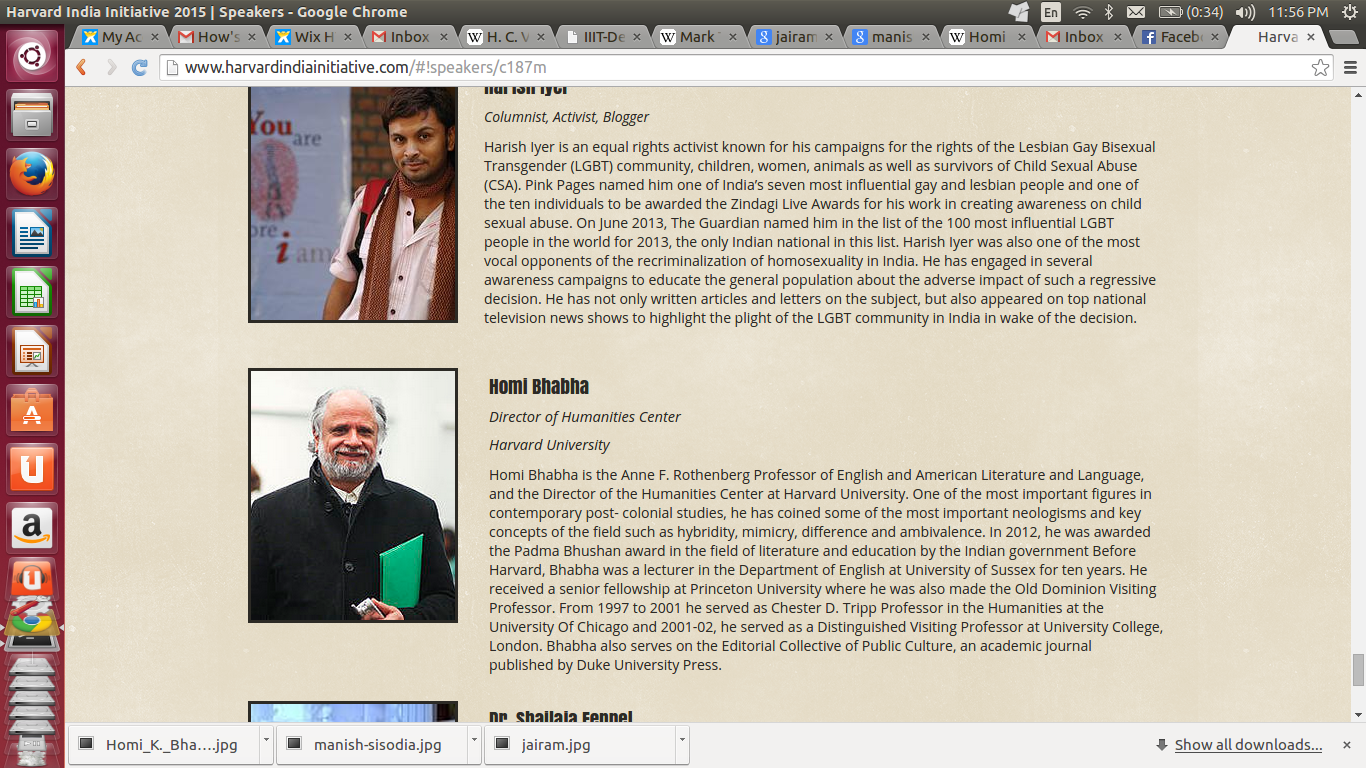 Harvard India Initiative 2015 | Speakers - Google Chrome
En
(0:34)
11:56 PM
My Ac
How's
Wix H
Inbox
H. C. V
IIIT-De
Mark
jairam
manis
Homi
Inbox
Faceb
Harva
www.harvardindiainitiative.com/#!speakers/c187m
Harish Iyer
You
are
ore
i am
Columnist, Activist, Blogger
Harish Iyer is an equal rights activist known for his campaigns for the rights of the Lesbian Gay Bisexual
Transgender (LGBT) community, children, women, animals as well as survivors of Child Sexual Abuse
(CSA). Pink Pages named him one of India’s seven most influential gay and lesbian people and one of
the ten individuals to be awarded the Zindagi Live Awards for his work in creating awareness on child
sexual abuse. On June 2013, The Guardian named him in the list of the 100 most influential LGBT
people in the world for 2013, the only Indian national in this list. Harish Iyer was also one of the most
vocal opponents of the recriminalization of homosexuality in India. He has engaged in several
awareness campaigns to educate the general population about the adverse impact of such a regressive
decision. He has not only written articles and letters on the subject, but also appeared on top national
television news shows to highlight the plight of the LGBT community in India in wake of the decision.
Homi Bhabha
Director of Humanities Center
Harvard University
Homi Bhabha is the Anne F. Rothenberg Professor of English and American Literature and Language,
and the Director of the Humanities Center at Harvard University. One of the most important figures in
contemporary post- colonial studies, he has coined some of the most important neologisms and key
concepts of the field such as hybridity, mimicry, difference and ambivalence. In 2012, he was awarded
the Padma Bhushan award in the field of literature and education by the Indian government Before
Harvard, Bhabha was a lecturer in the Department of English at University of Sussex for ten years. He
received a senior fellowship at Princeton University where he was also made the Old Dominion Visiting
Professor. From 1997 to 2001 he served as Chester D. Tripp Professor in the Humanities at the
University Of Chicago and 2001-02, he served as a Distinguished Visiting Professor at University College,
London. Bhabha also serves on the Editorial Collective of Public Culture, an academic journal
published by Duke University Press.
Dr. Shailaja Fennel
Homi_K._Bha....jpg
manish-sisodia.jpg
jairam.jpg
Show all downloads...